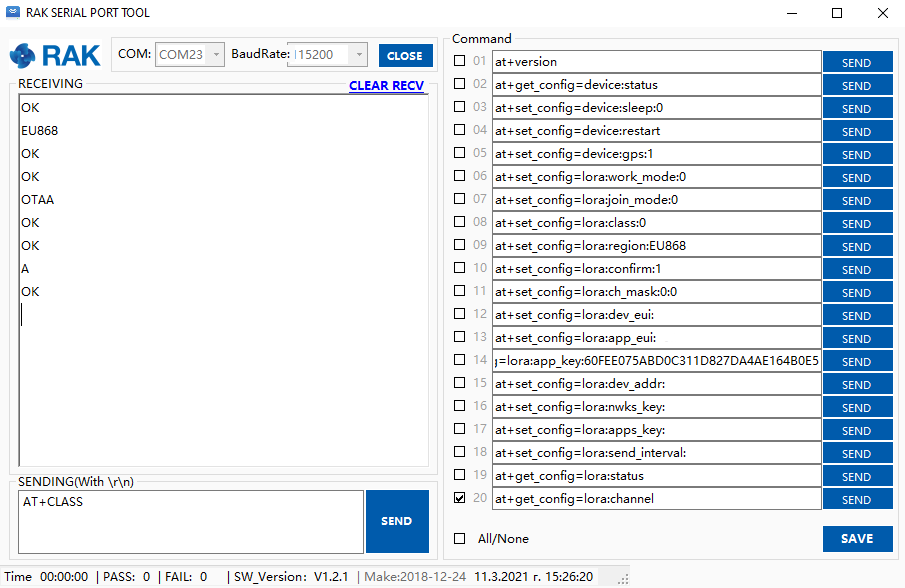 RAK SERIAL PORT TOOL
RAK
COM: COM23 BaudRate: 115200 CLOSE
RECEIVING
CLEAR RECV
OK
EU868
OK
OK
OTAA
OK
OK
A
OK
SENDING(With \r\n)
AT+CLASS
SEND
Command
01 at+version SEND
02 at+get_config=device:status SEND
03 at+set_config=device:sleep:0 SEND
04 at+set_config=device:restart SEND
05 at+set_config=device:gps:1 SEND
06 at+set_config=lora:work_mode:0 SEND
07 at+set_config=lora:join_mode:0 SEND
08 at+set_config=lora:class:0 SEND
09 at+set_config=lora:region:EU868 SEND
10 at+set_config=lora:confirm:1 SEND
11 at+set_config=lora:ch_mask:0:0 SEND
12 at+set_config=lora:dev_eui: SEND
13 at+set_config=lora:app_eui: SEND
14 g=lora:app_key:60FEE075ABD0C311D827DA4AE164B0E5 SEND
15 at+set_config=lora:dev_addr: SEND
16 at+set_config=lora:nwks_key: SEND
17 at+set_config=lora:apps_key: SEND
18 at+set_config=lora:send_interval: SEND
19 at+get_config=lora:status SEND
20 at+get_config=lora:channel SEND
All/None SAVE
Time 00:00:00 | PASS: 0 | FAIL: 0 | SW_Version: V1.2.1 | Make:2018-12-24 11.3.2021 г. 15:26:20